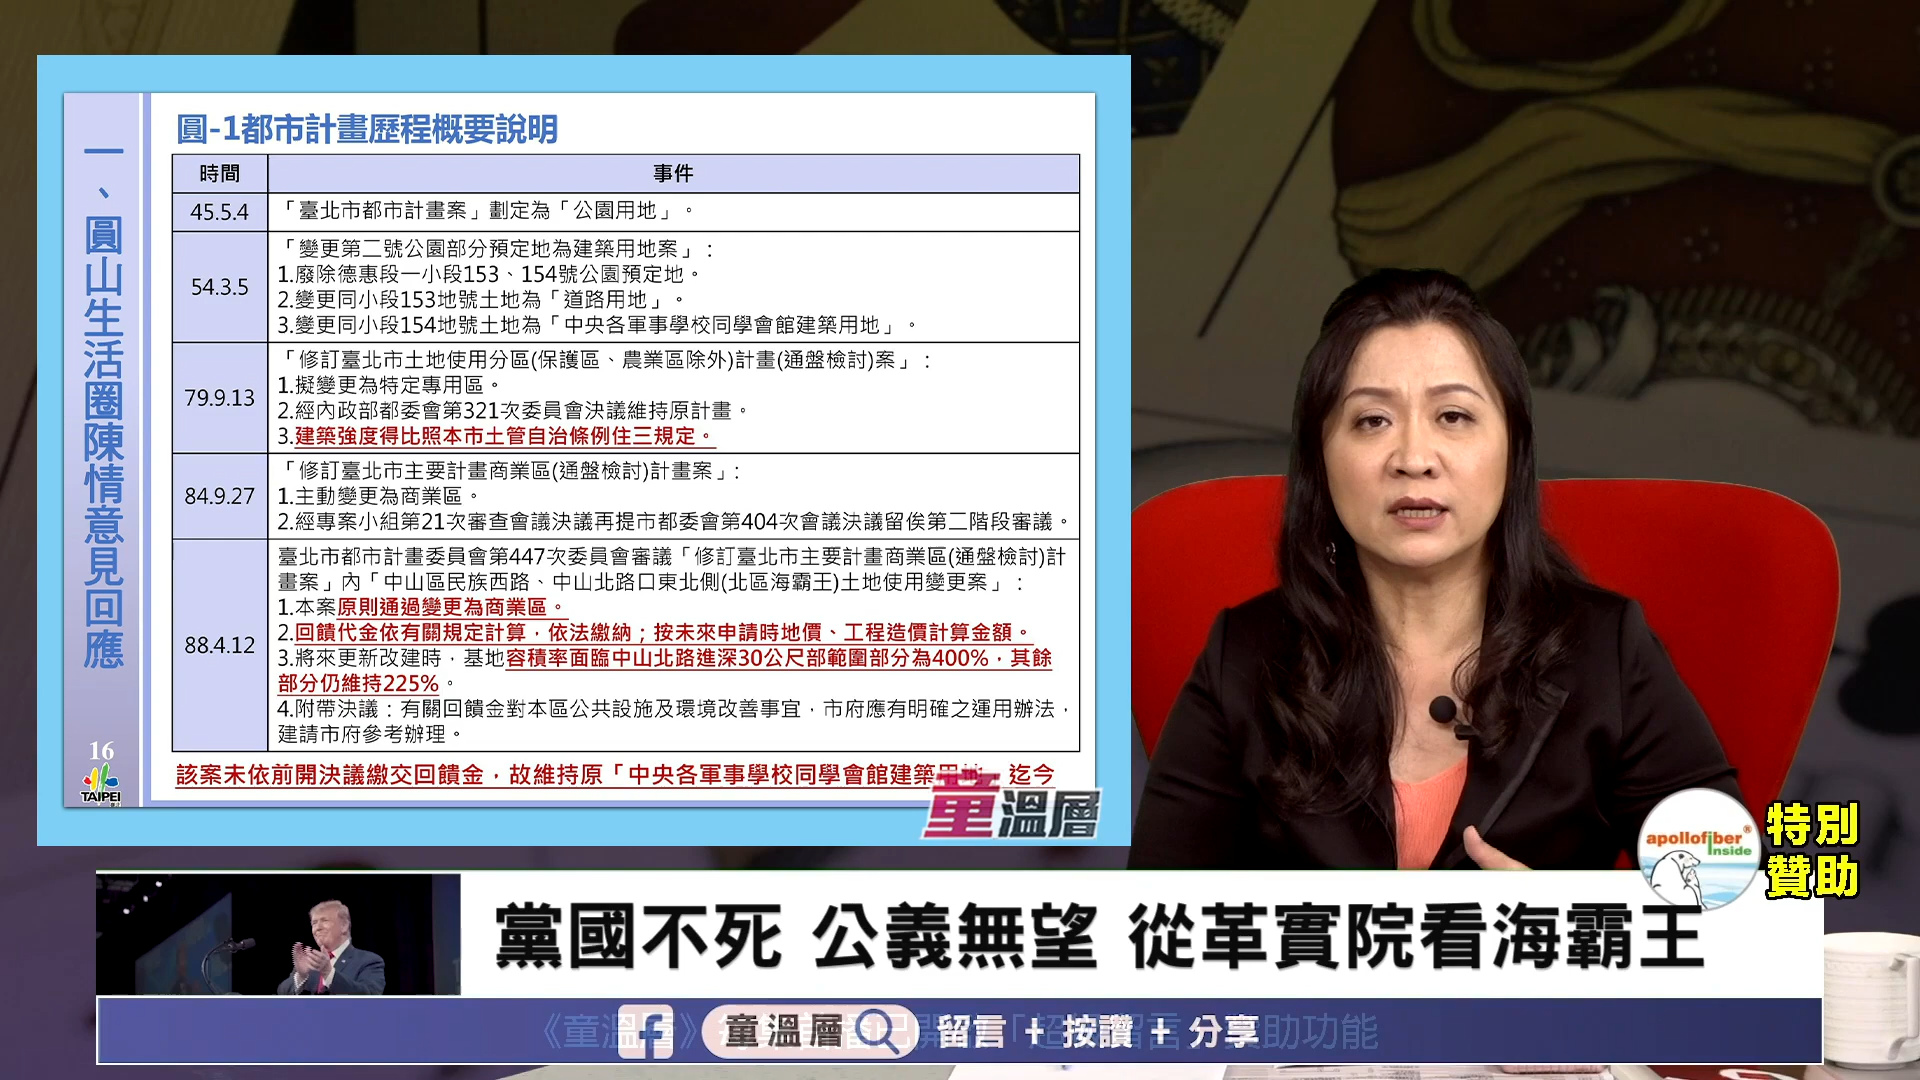 一、圓山生活圈陳情意見回應
16
TAIPEI
圓-1都市計畫歷程概要說明
時間 事件
45.5.4 「臺北市都市計畫案」劃定為「公園用地」。
54.3.5 「變更第二號公園部分預定地為建築用地案」：
1.廢除德惠段一小段153、154號公園預定地。
2.變更同小段153地號土地為「道路用地」。
3.變更同小段154地號土地為「中央各軍事學校同學會館建築用地」。
79.9.13 「修訂臺北市土地使用分區(保護區、農業區除外)計畫(通盤檢討)案」：
1.擬變更為特定專用區。
2.經內政部都委會第321次委員會決議維持原計畫。
3.建築強度得比照本市土管自治條例住三規定。
84.9.27 「修訂臺北市主要計畫商業區(通盤檢討)計畫案」:
1.主動變更為商業區。
2.經專案小組第21次審查會議決議再提市都委會第404次會議決議留俟第二階段審議。
88.4.12 臺北市都市計畫委員會第447次委員會審議「修訂臺北市主要計畫商業區(通盤檢討)計
畫案」內「中山區民族西路、中山北路口東北側(北區海霸王)土地使用變更案」：
1.本案原則通過變更為商業區。
2.回饋代金依有關規定計算，依法繳納；按未來申請時地價、工程造價計算金額。
3.將來更新改建時，基地容積率面臨中山北路進深30公尺部範圍部分為400%，其餘
部分仍維持225%。
4.附帶決議：有關回饋金對本區公共設施及環境改善事宜，市府應有明確之運用辦法，
建請市府參考辦理。
該案未依前開決議繳交回饋金，故維持原「中央各軍事學校同學會館建築用地」迄今
童溫層
apollofiber®
inside
特別
贊助
黨國不死 公義無望 從革實院看海霸王
童溫層 留言 + 按讚 + 分享